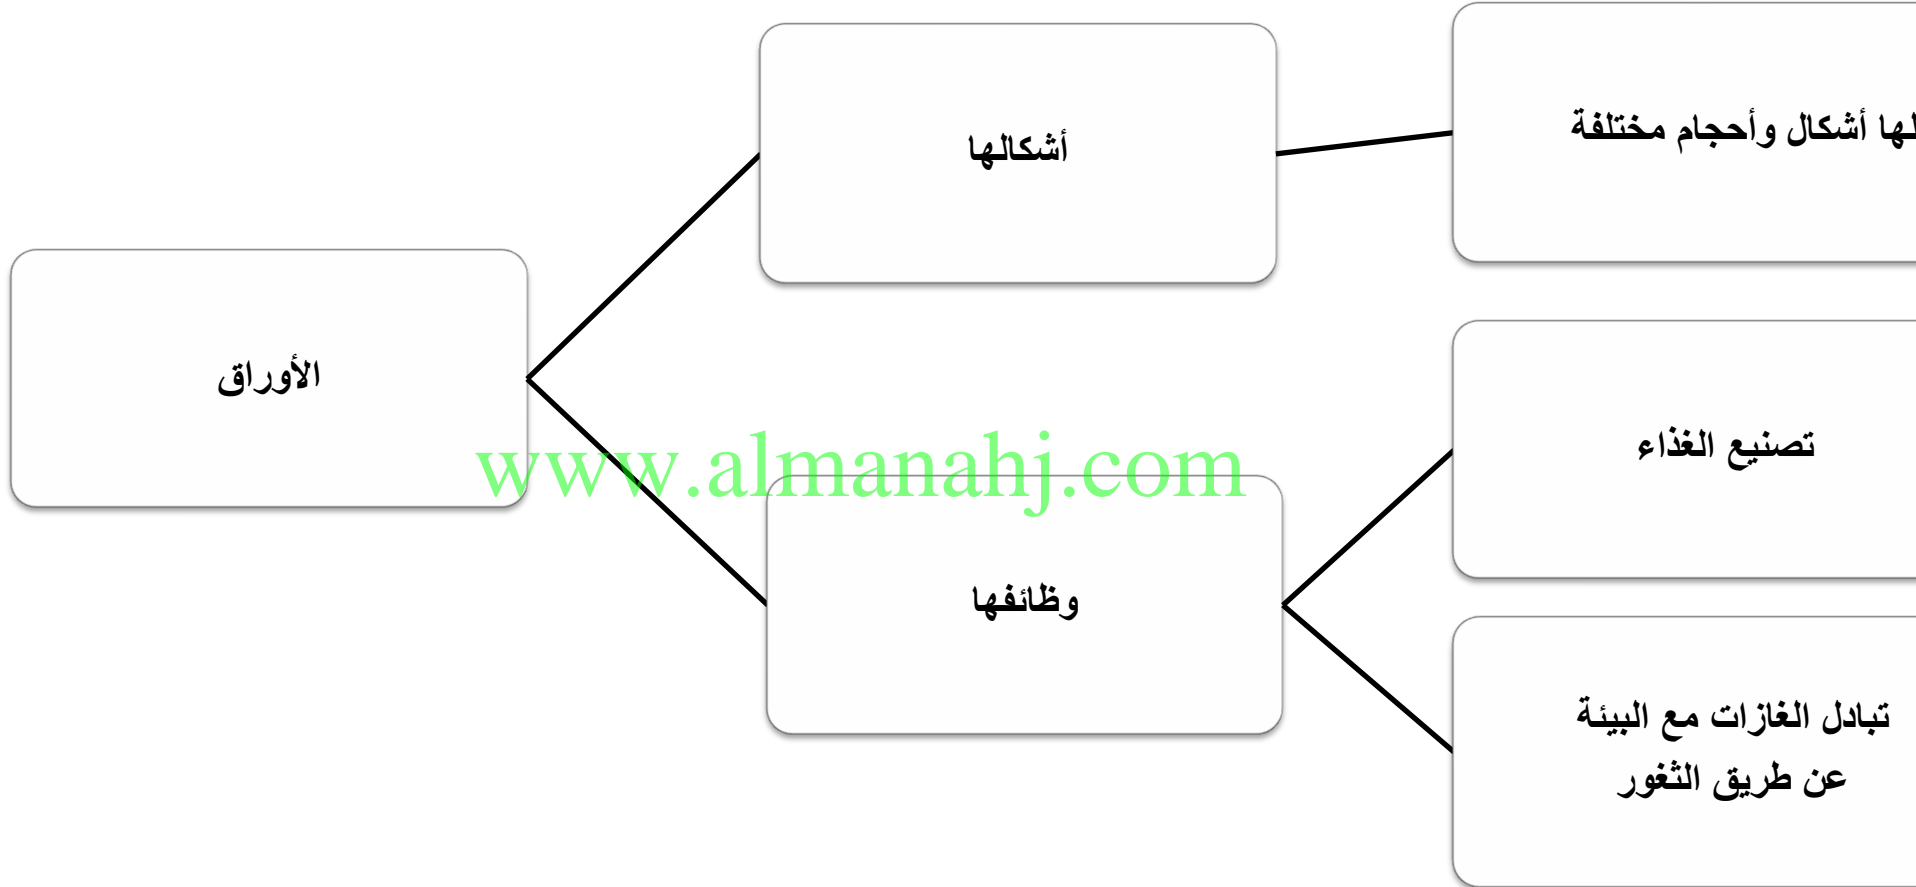 أشكالها
لها أشكال وأحجام مختلفة
الأوراق
تصنيع الغذاء
www.almanahj.com
وظائفها
تبادل الغازات مع البيئة
عن طريق الثغور